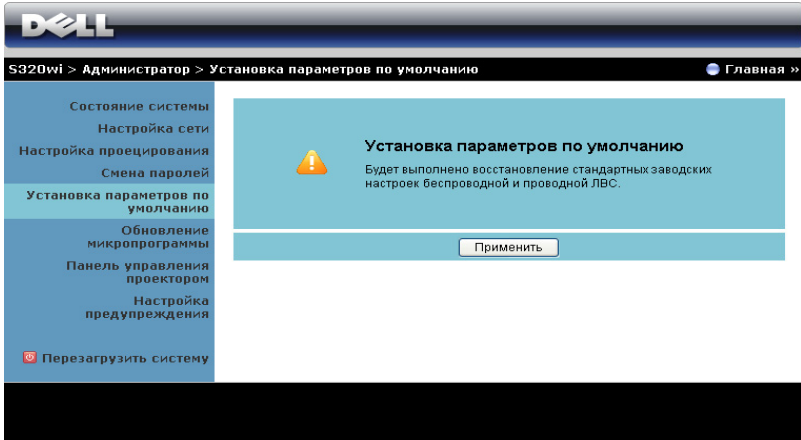 DELL
S320wi > Администратор > Установка параметров по умолчанию
Главная »
Состояние системы
Настройка сети
Настройка проецирования
Смена паролей
Установка параметров по
умолчанию
Обновление
микропрограммы
Панель управления
проектором
Настройка
предупреждения
Перезагрузить систему
Установка параметров по умолчанию
Будет выполнено восстановление стандартных заводских
настроек беспроводной и проводной ЛВС.
Применить